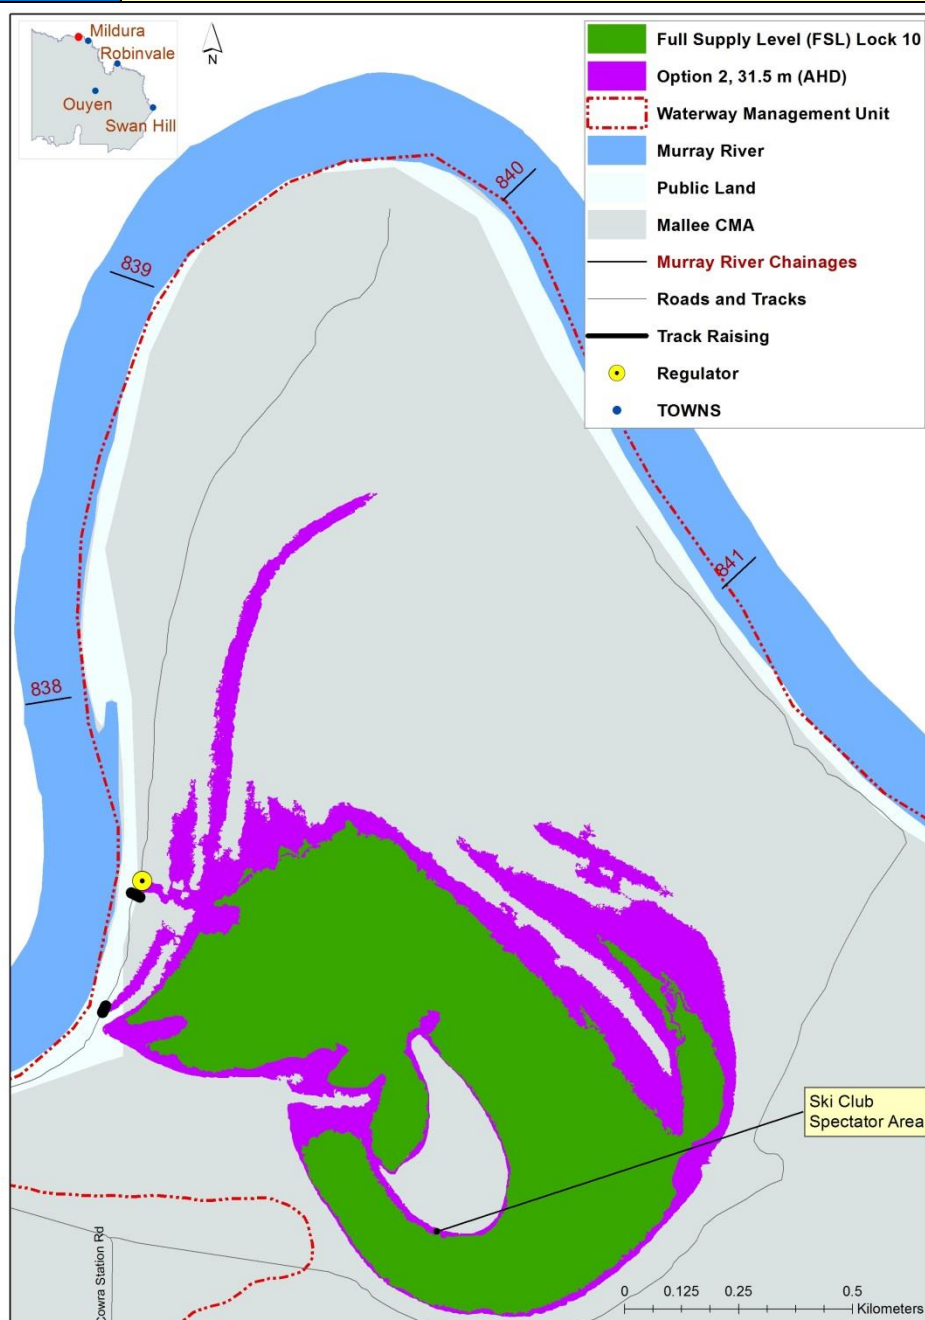 Mildura
Robinvale
Ouyen
Swan Hill
N
Full Supply Level (FSL) Lock 10
Option 2, 31.5 m (AHD)
Waterway Management Unit
Murray River
Public Land
Mallee CMA
Murray River Chainages
Roads and Tracks
Track Raising
Regulator
TOWNS
840
839
841
838
Ski Club
Spectator Area
Cowra Station Rd
0 0.125 0.25 0.5
Kilometers